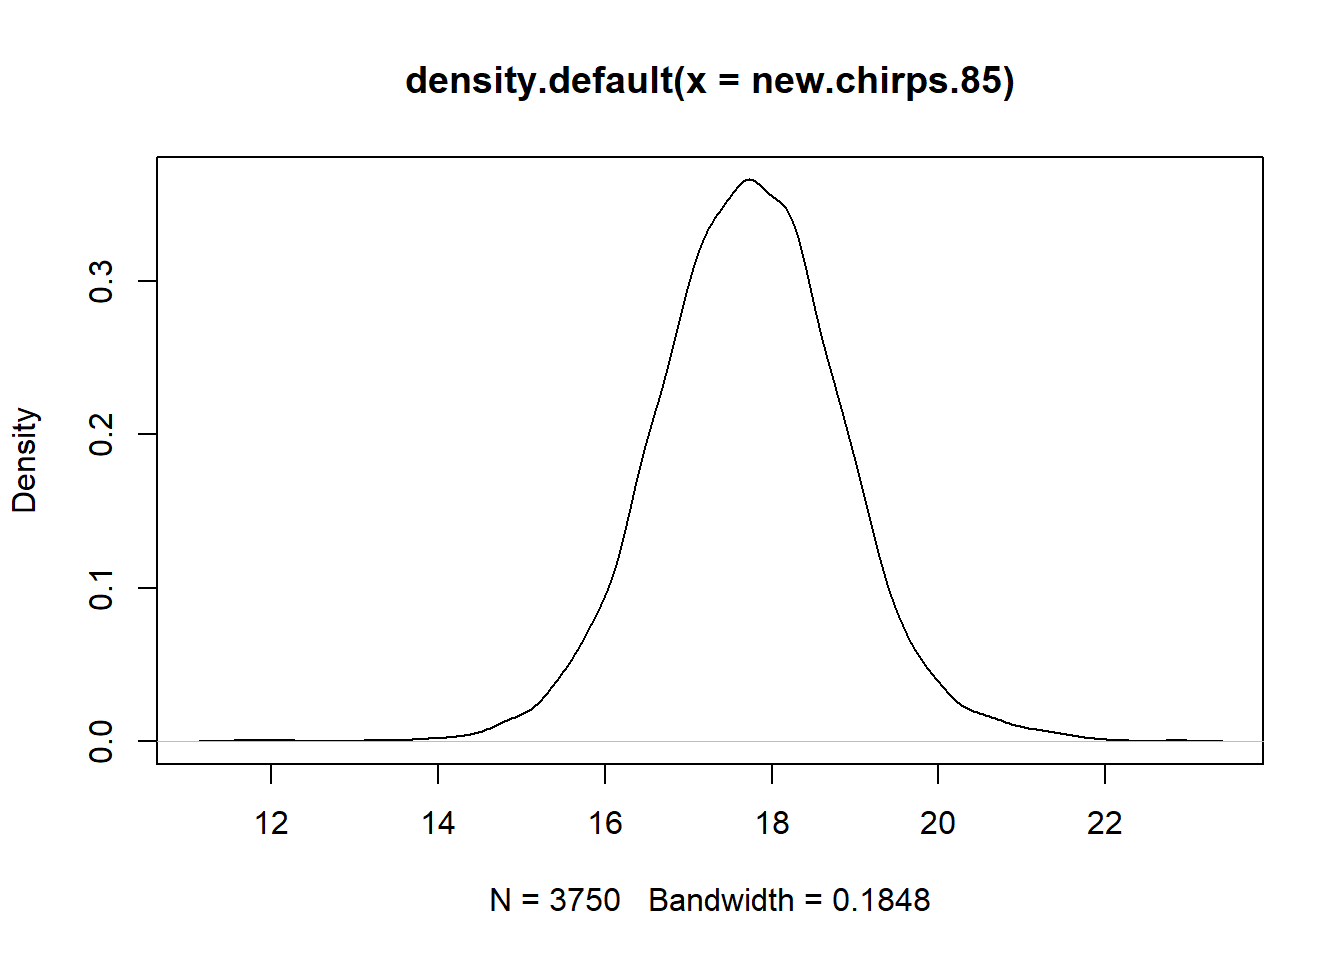 density.default(x = new.chirps.85)
Density
0.3
0.2
0.1
0.0
12 14 16 18 20 22
N = 3750 Bandwidth = 0.1848